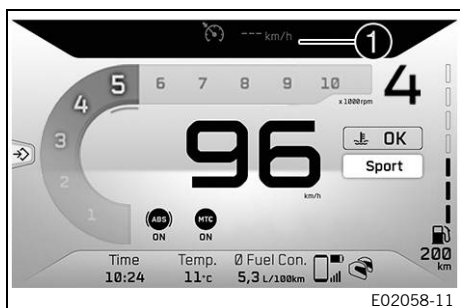 --- km/h
1
5 6 7 8 9 10
4
x1000rpm
4
3
2
1
96
km/h
OK
Sport
ABS
ON
MTC
ON
Time
10:24
Temp.
11°C
Ø Fuel Con.
5,3 L/100km
200
km
E02058-11